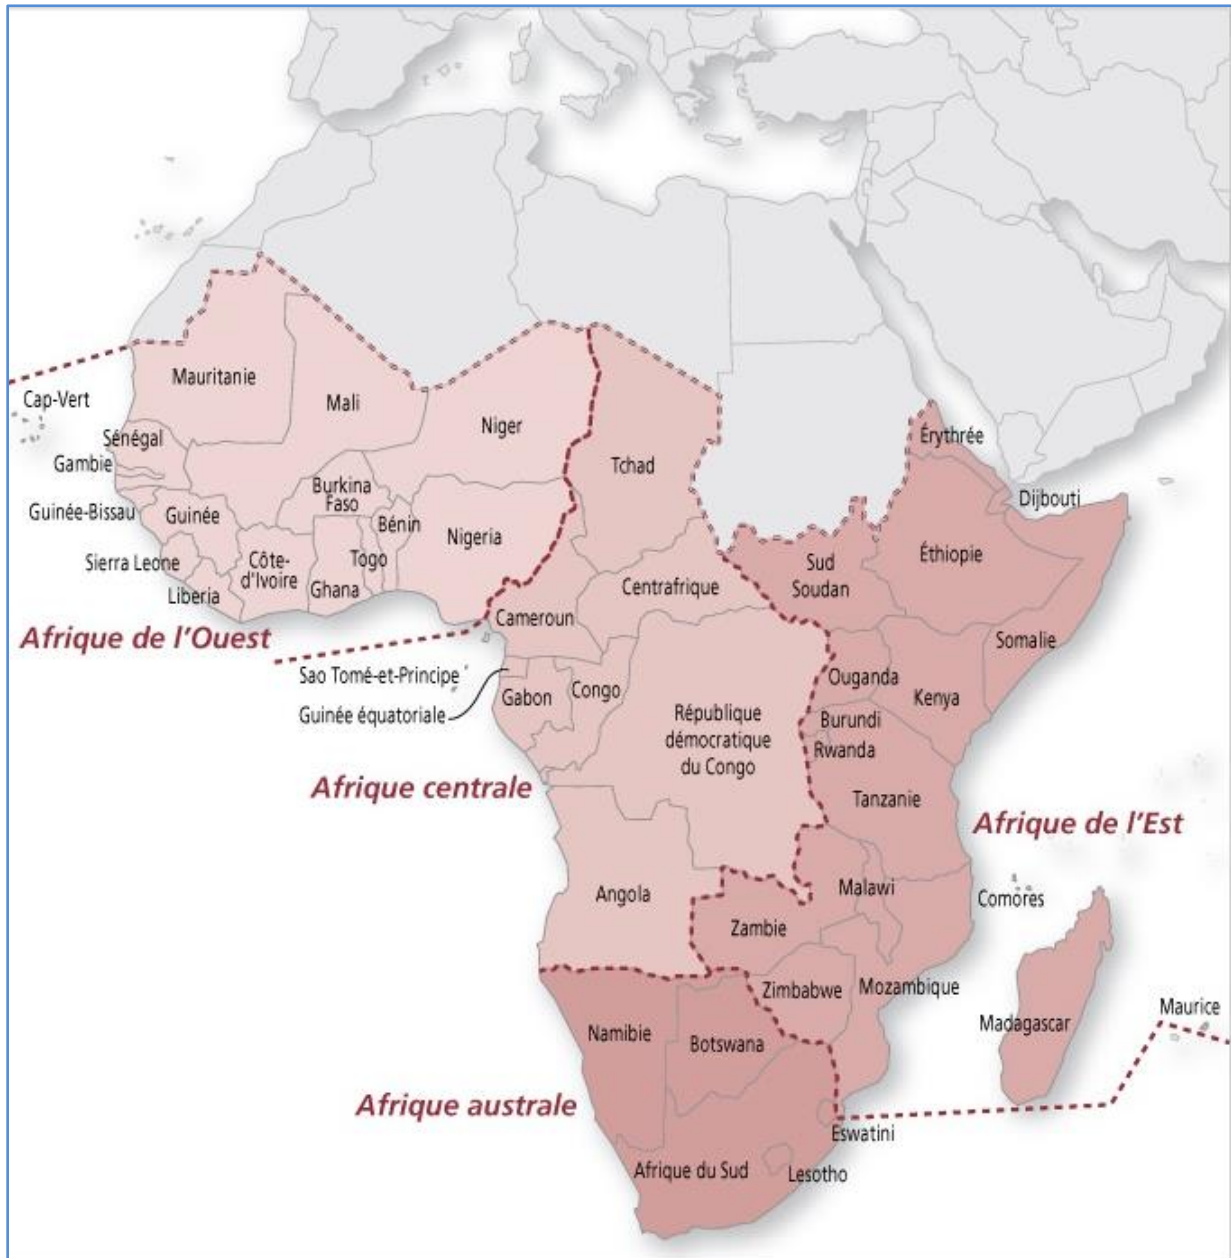 Mauritanie
Cap-Vert
Mali
Niger
Sénégal
Gambie
Tchad
Érythrée
Burkina
Faso
Dijbouti
Guinée-Bissau
Guinée
Bénin
Nigeria
Éthiopie
Sierra Leone
Côte-
d'Ivoire
Togo
Ghana
Liberia
Centrafrique
Sud
Soudan
Cameroun
Afrique de l'Ouest
Somalie
Sao Tomé-et-Principe
Gabon
Congo
Ouganda
Kenya
Guinée équatoriale
République
démocratique
du Congo
Burundi
Rwanda
Afrique centrale
Tanzanie
Afrique de l'Est
Angola
Malawi
Comores
Zambie
Zimbabwe
Mozambique
Maurice
Madagascar
Namibie
Botswana
Afrique australe
Eswatini
Afrique du Sud
Lesotho